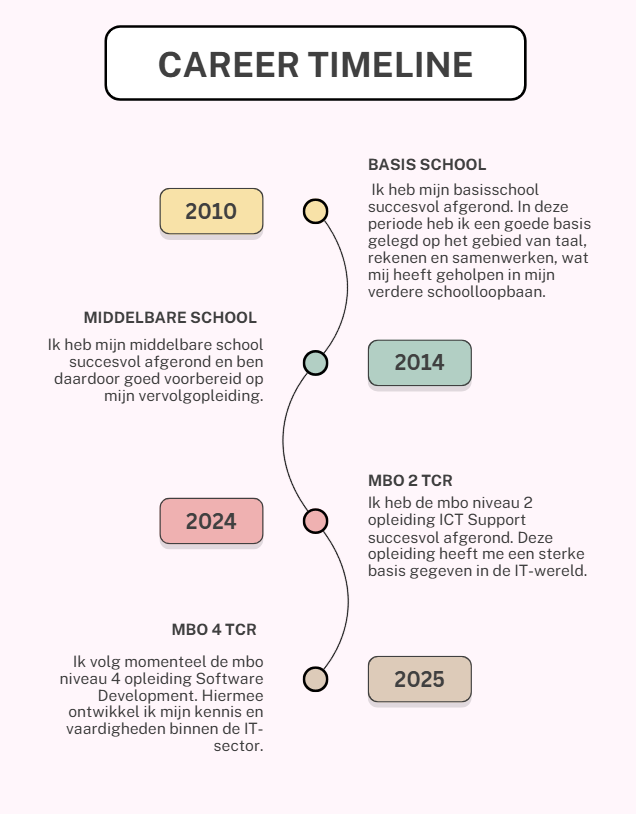 CAREER TIMELINE
2010
BASIS SCHOOL
Ik heb mijn basisschool
succesvol afgerond. In deze
periode heb ik een goede basis
gelegd op het gebied van taal,
rekenen en samenwerken, wat
mij heeft geholpen in mijn
verdere schoolloopbaan.
MIDDELBARE SCHOOL
Ik heb mijn middelbare school
succesvol afgerond en ben
daardoor goed voorbereid op
mijn vervolgopleiding.
2014
2024
MBO 2 TCR
Ik heb de mbo niveau 2
opleiding ICT Support
succesvol afgerond. Deze
opleiding heeft me een sterke
basis gegeven in de IT-wereld.
MBO 4 TCR
Ik volg momenteel de mbo
niveau 4 opleiding Software
Development. Hiermee
ontwikkel ik mijn kennis en
vaardigheden binnen de IT-
sector.
2025